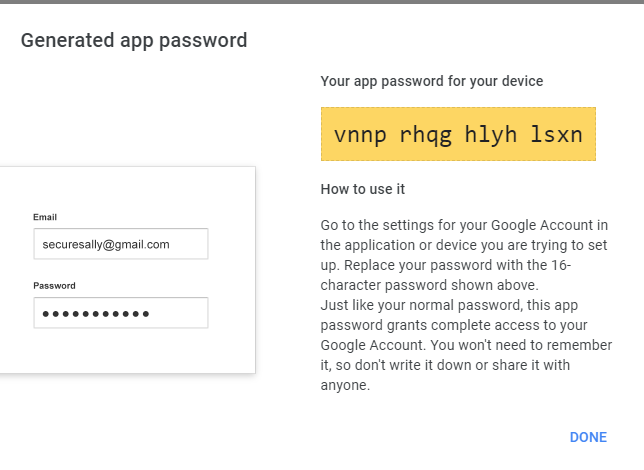 Generated app password
Your app password for your device
vnnp rhqg hlyh lsxn
How to use it
Go to the settings for your Google Account in
the application or device you are trying to set
up. Replace your password with the 16-
character password shown above.
Just like your normal password, this app
password grants complete access to your
Google Account. You won't need to remember
it, so don't write it down or share it with
anyone.
Email
securesally@gmail.com
Password
●●●●●●●●●●●
DONE